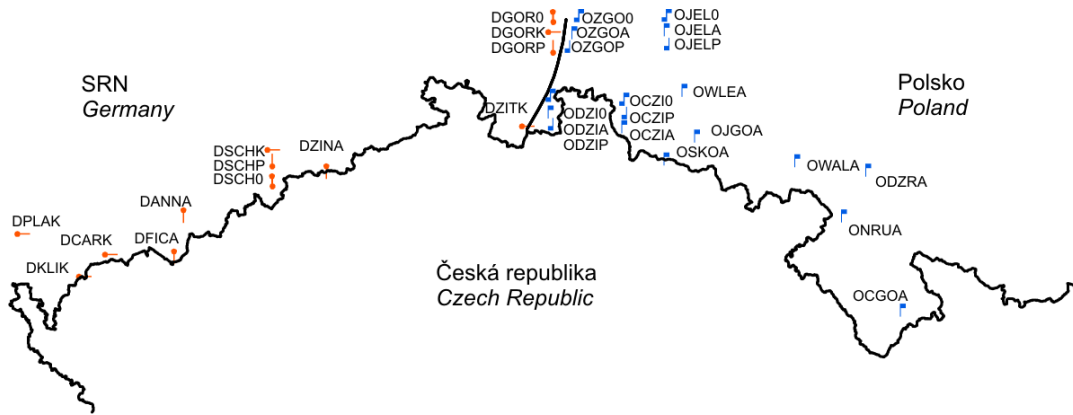 DGOR0
OZGO0
OJEL0
DGORK
OZGOA
OJELA
DGORP
OZGOP
OJELP
SRN
Germany
Polsko
Poland
OWLEA
DZITK
OCZI0
ODZI0
OCZIP
ODZIA
OCZIA
OJGOA
ODZIP
DSCHK
DZINA
OSKOA
DSCHP
DSCH0
OWALA
ODZRA
DANNA
DPLAK
ONRUA
DCARK
DFICA
DKLIK
Česká republika
Czech Republic
OCGOA